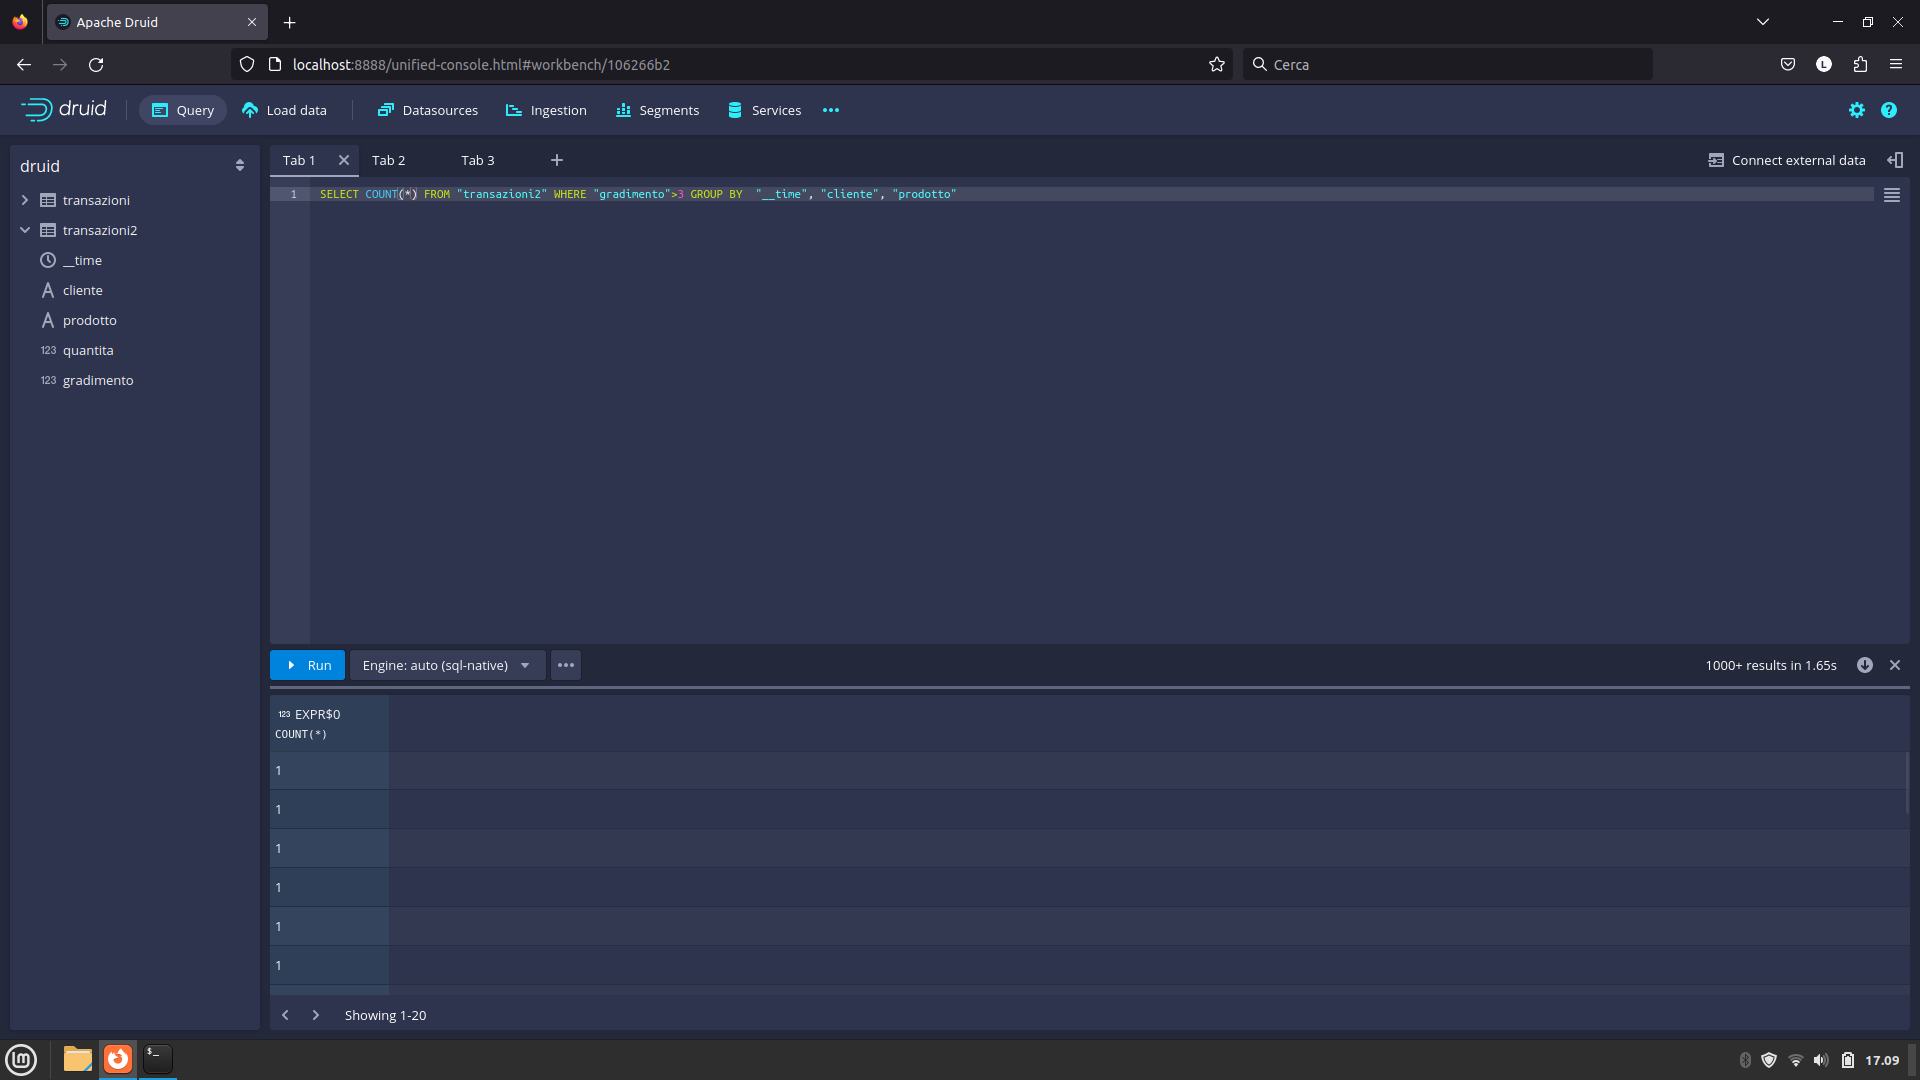 Apache Druid
localhost:8888/unified-console.html#workbench/106266b2
Cerca
L
druid
Query
Load data
Datasources
Ingestion
Segments
Services
druid
transazioni
transazioni2
__time
cliente
prodotto
123 quantita
123 gradimento
Tab 1
Tab 2
Tab 3
Connect external data
1 SELECT COUNT(*) FROM "transazioni2" WHERE "gradimento">3 GROUP BY  "__time", "cliente", "prodotto"
Run
Engine: auto (sql-native)
1000+ results in 1.65s
123 EXPR$0
COUNT(*)
1
1
1
1
1
1
Showing 1-20
17.09